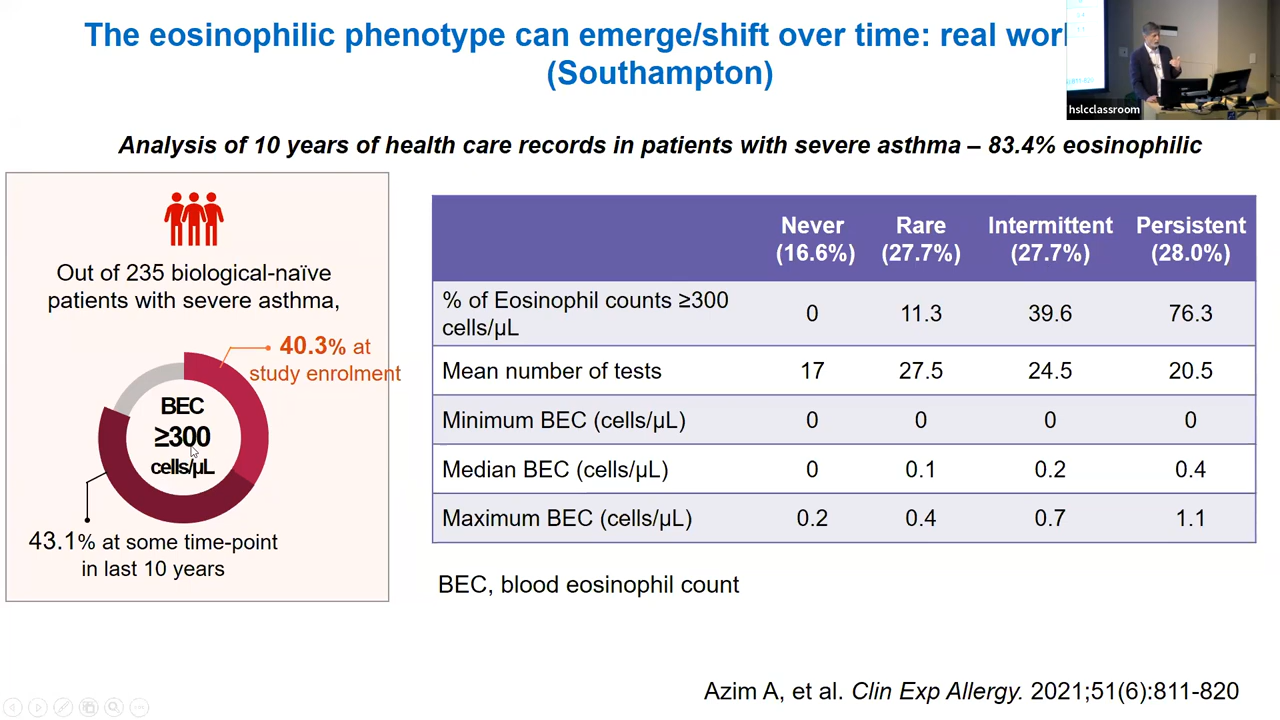 The eosinophilic phenotype can emerge/shift over time: real
(Southampton)
hslcclassroom
Analysis of 10 years of health care records in patients with severe asthma – 83.4% eosinophilic
Out of 235 biological-naïve
patients with severe asthma,
40.3% at
study enrolment
BEC
≥300
cells/µL
43.1% at some time-point
in last 10 years
Never Rare Intermittent Persistent
(16.6%) (27.7%) (27.7%) (28.0%)
% of Eosinophil counts ≥300
cells/µL 0 11.3 39.6 76.3
Mean number of tests 17 27.5 24.5 20.5
Minimum BEC (cells/µL) 0 0 0 0
Median BEC (cells/µL) 0 0.1 0.2 0.4
Maximum BEC (cells/µL) 0.2 0.4 0.7 1.1
BEC, blood eosinophil count
Azim A, et al. Clin Exp Allergy. 2021;51(6):811-820